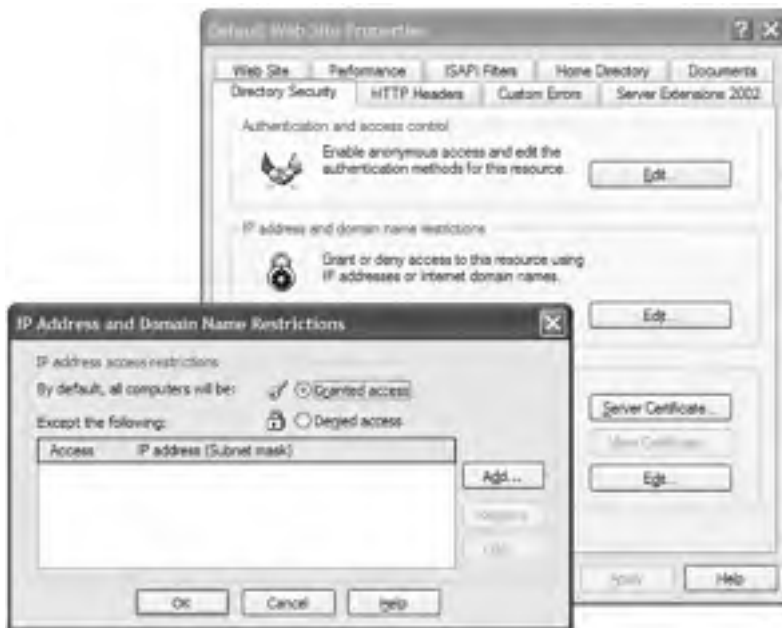 Default Web Site Properties
Web Site Performance ISAPI Filters Home Directory Documents
Directory Security HTTP Headers Custom Errors Server Extensions 2002
Authentication and access control
Enable anonymous access and edit the
authentication methods for this resource.
Edit...
IP address and domain name restrictions
Grant or deny access to this resource using
IP addresses or Internet domain names.
Edit...
Server Certificate...
View Certificate...
Edit...
Apply
Help
IP Address and Domain Name Restrictions
IP address access restrictions
By default, all computers will be:
Granted access
Except the following:
Denied access
Access IP address (Subnet mask)
Add...
Remove
Edit...
OK
Cancel
Help